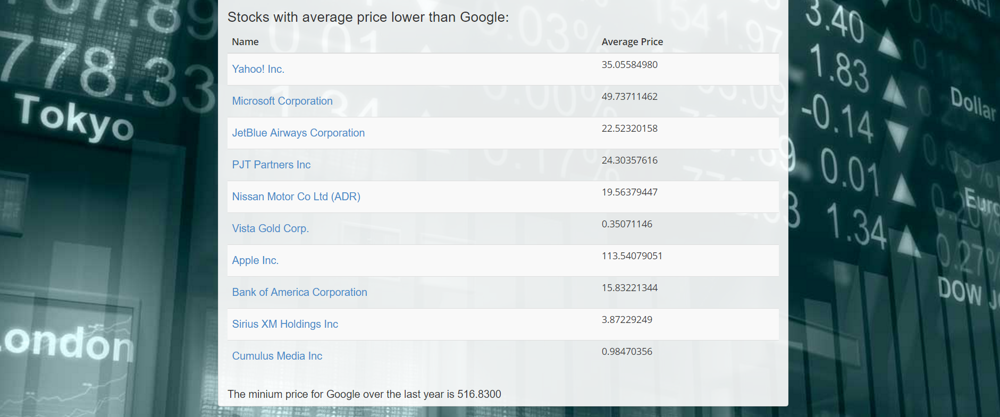 Stocks with average price lower than Google:
Name Average Price
Yahoo! Inc. 35.05584980
Microsoft Corporation 49.73711462
JetBlue Airways Corporation 22.52320158
PJT Partners Inc 24.30357616
Nissan Motor Co Ltd (ADR) 19.56379447
Vista Gold Corp. 0.35071146
Apple Inc. 113.54079051
Bank of America Corporation 15.83221344
Sirius XM Holdings Inc 3.87229249
Cumulus Media Inc 0.98470356
The minium price for Google over the last year is 516.8300
778.33
Tokyo
London
3.40
1.83
-0.14
0.01
1.34
Dollar
Euro
DOW J